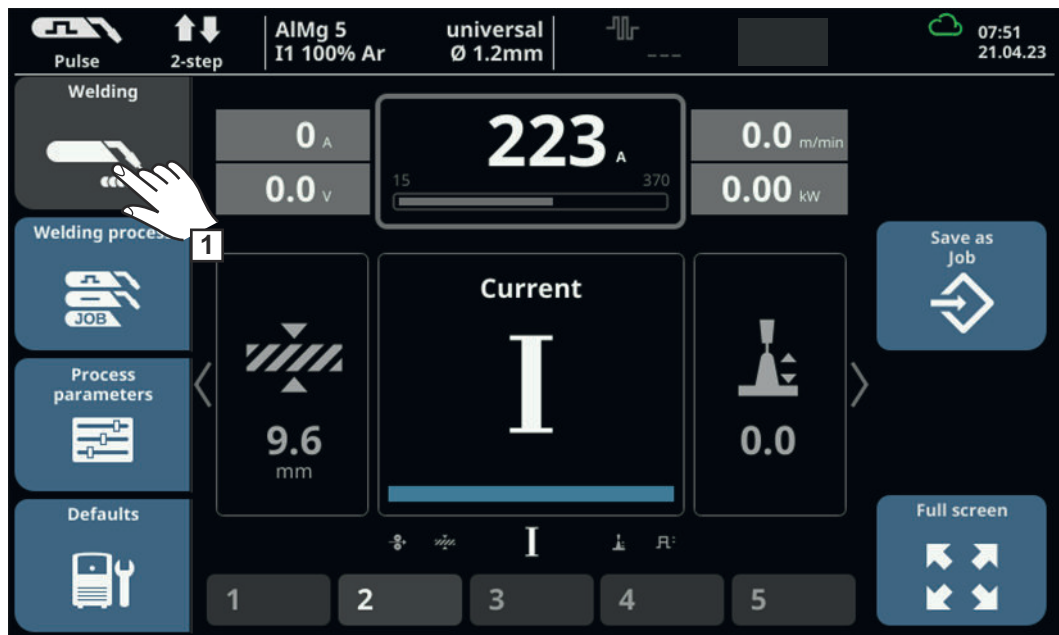 Pulse
2-step
AlMg 5
I1 100% Ar
universal
Ø 1.2mm
---
07:51
21.04.23
Welding
1
Welding proces
JOB
Process
parameters
Defaults
0 A
0.0 V
223 A
15
370
0.0 m/min
0.00 kW
9.6
mm
Current
I
0.0
I
1
2
3
4
5
Save as
Job
Full screen